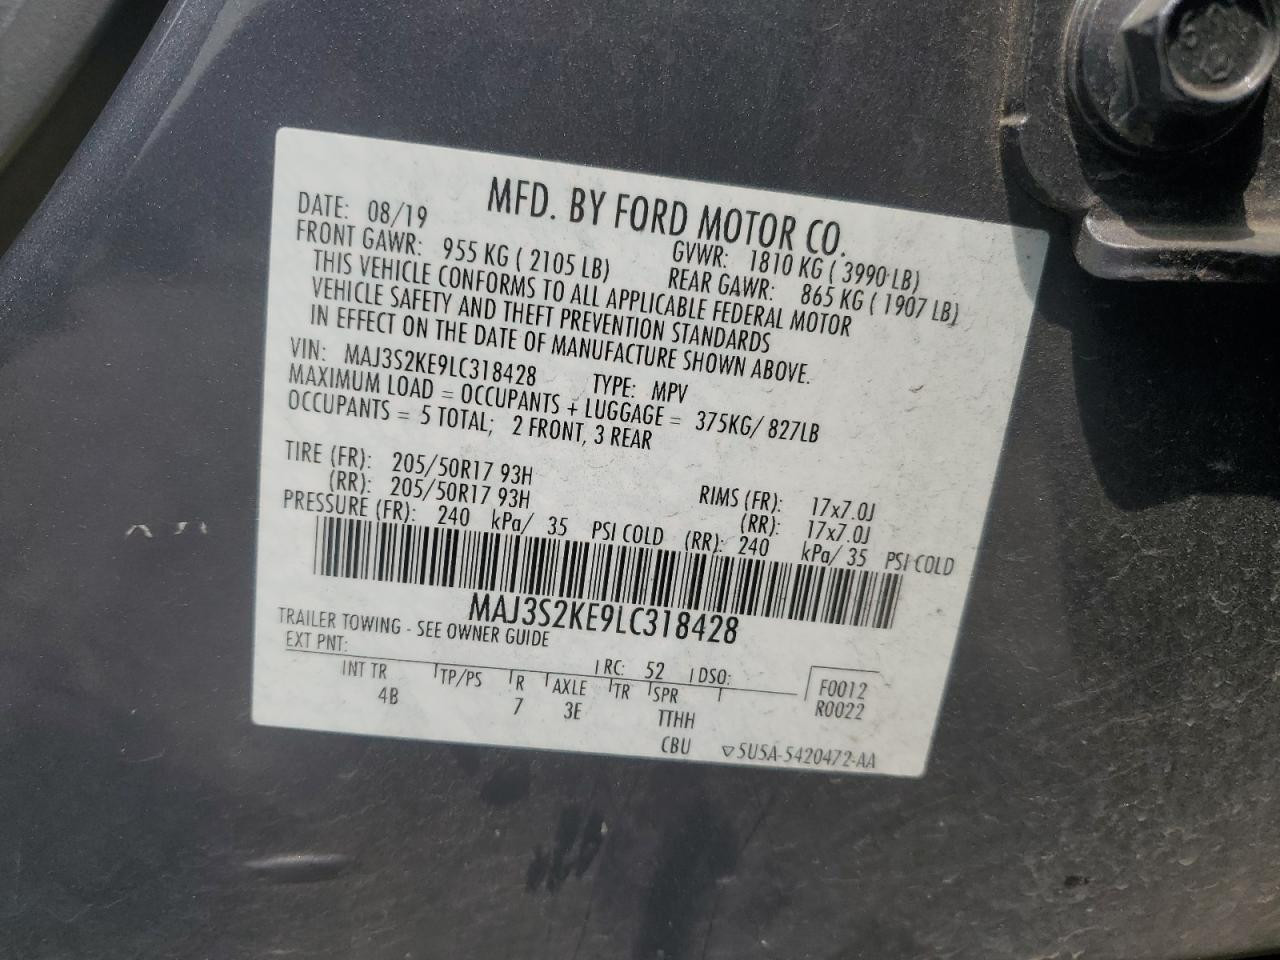 MFD. BY FORD MOTOR CO.
DATE: 08/19
GVWR: 1810 KG ( 3990 LB)
FRONT GAWR: 955 KG ( 2105 LB)
REAR GAWR: 865 KG ( 1907 LB)
THIS VEHICLE CONFORMS TO ALL APPLICABLE FEDERAL MOTOR
VEHICLE SAFETY AND THEFT PREVENTION STANDARDS
IN EFFECT ON THE DATE OF MANUFACTURE SHOWN ABOVE.
VIN: MAJ3S2KE9LC318428 TYPE: MPV
MAXIMUM LOAD = OCCUPANTS + LUGGAGE = 375KG/ 827LB
OCCUPANTS = 5 TOTAL; 2 FRONT, 3 REAR
TIRE (FR): 205/50R17 93H RIMS (FR): 17x7.0J
(RR): 205/50R17 93H (RR): 17x7.0J
PRESSURE (FR): 240 kPa/ 35 PSI COLD (RR): 240 kPa/ 35 PSI COLD
MAJ3S2KE9LC318428
TRAILER TOWING - SEE OWNER GUIDE
EXT PNT: RC: 52 DSO:
INT TR TP/PS R AXLE TR SPR F0012
4B 7 3E TTHH R0022
CBU ▽5U5A-5420472-AA